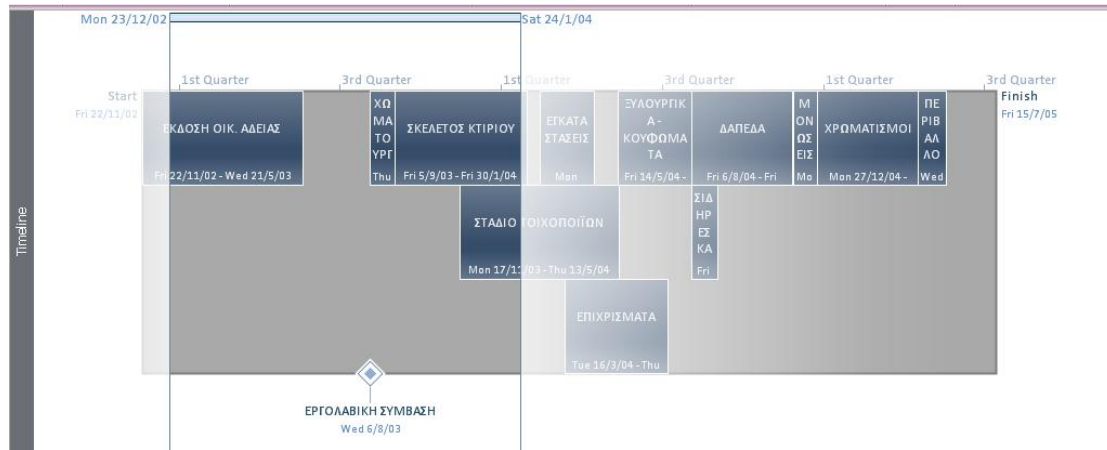 Mon 23/12/02
Sat 24/1/04
1st Quarter
3rd Quarter
1st Quarter
3rd Quarter
1st Quarter
3rd Quarter
Start
Fri 22/11/02
Finish
Fri 15/7/05
Timeline
ΕΚΔΟΣΗ ΟΙΚ. ΑΔΕΙΑΣ
Fri 22/11/02 - Wed 21/5/03
ΧΩ
ΜΑ
ΤΟ
ΥΡΓ
Thu
ΣΚΕΛΕΤΟΣ ΚΤΙΡΙΟΥ
Fri 5/9/03 - Fri 30/1/04
ΕΓΚΑΤΑ
ΣΤΑΣΕΙΣ
Mon
ΞΥΛΟΥΡΓΙΚ
Α -
ΚΟΥΦΩΜΑ
ΤΑ
Fri 14/5/04 -
ΔΑΠΕΔΑ
Fri 6/8/04 - Fri
Μ
ΟΝ
ΩΣ
ΕΙΣ
Mo
ΧΡΩΜΑΤΙΣΜΟΙ
Mon 27/12/04 -
ΠΕ
ΡΙΒ
ΑΛ
ΛΟ
Wed
ΣΤΑΔΙΟ ΤΟΙΧΟΠΟΙΪΩΝ
Mon 17/11/03 - Thu 13/5/04
ΣΙΔ
ΗΡ
ΕΣ
ΚΑ
Fri
ΕΠΙΧΡΙΣΜΑΤΑ
Tue 16/3/04 - Thu
ΕΡΓΟΛΑΒΙΚΗ ΣΥΜΒΑΣΗ
Wed 6/8/03